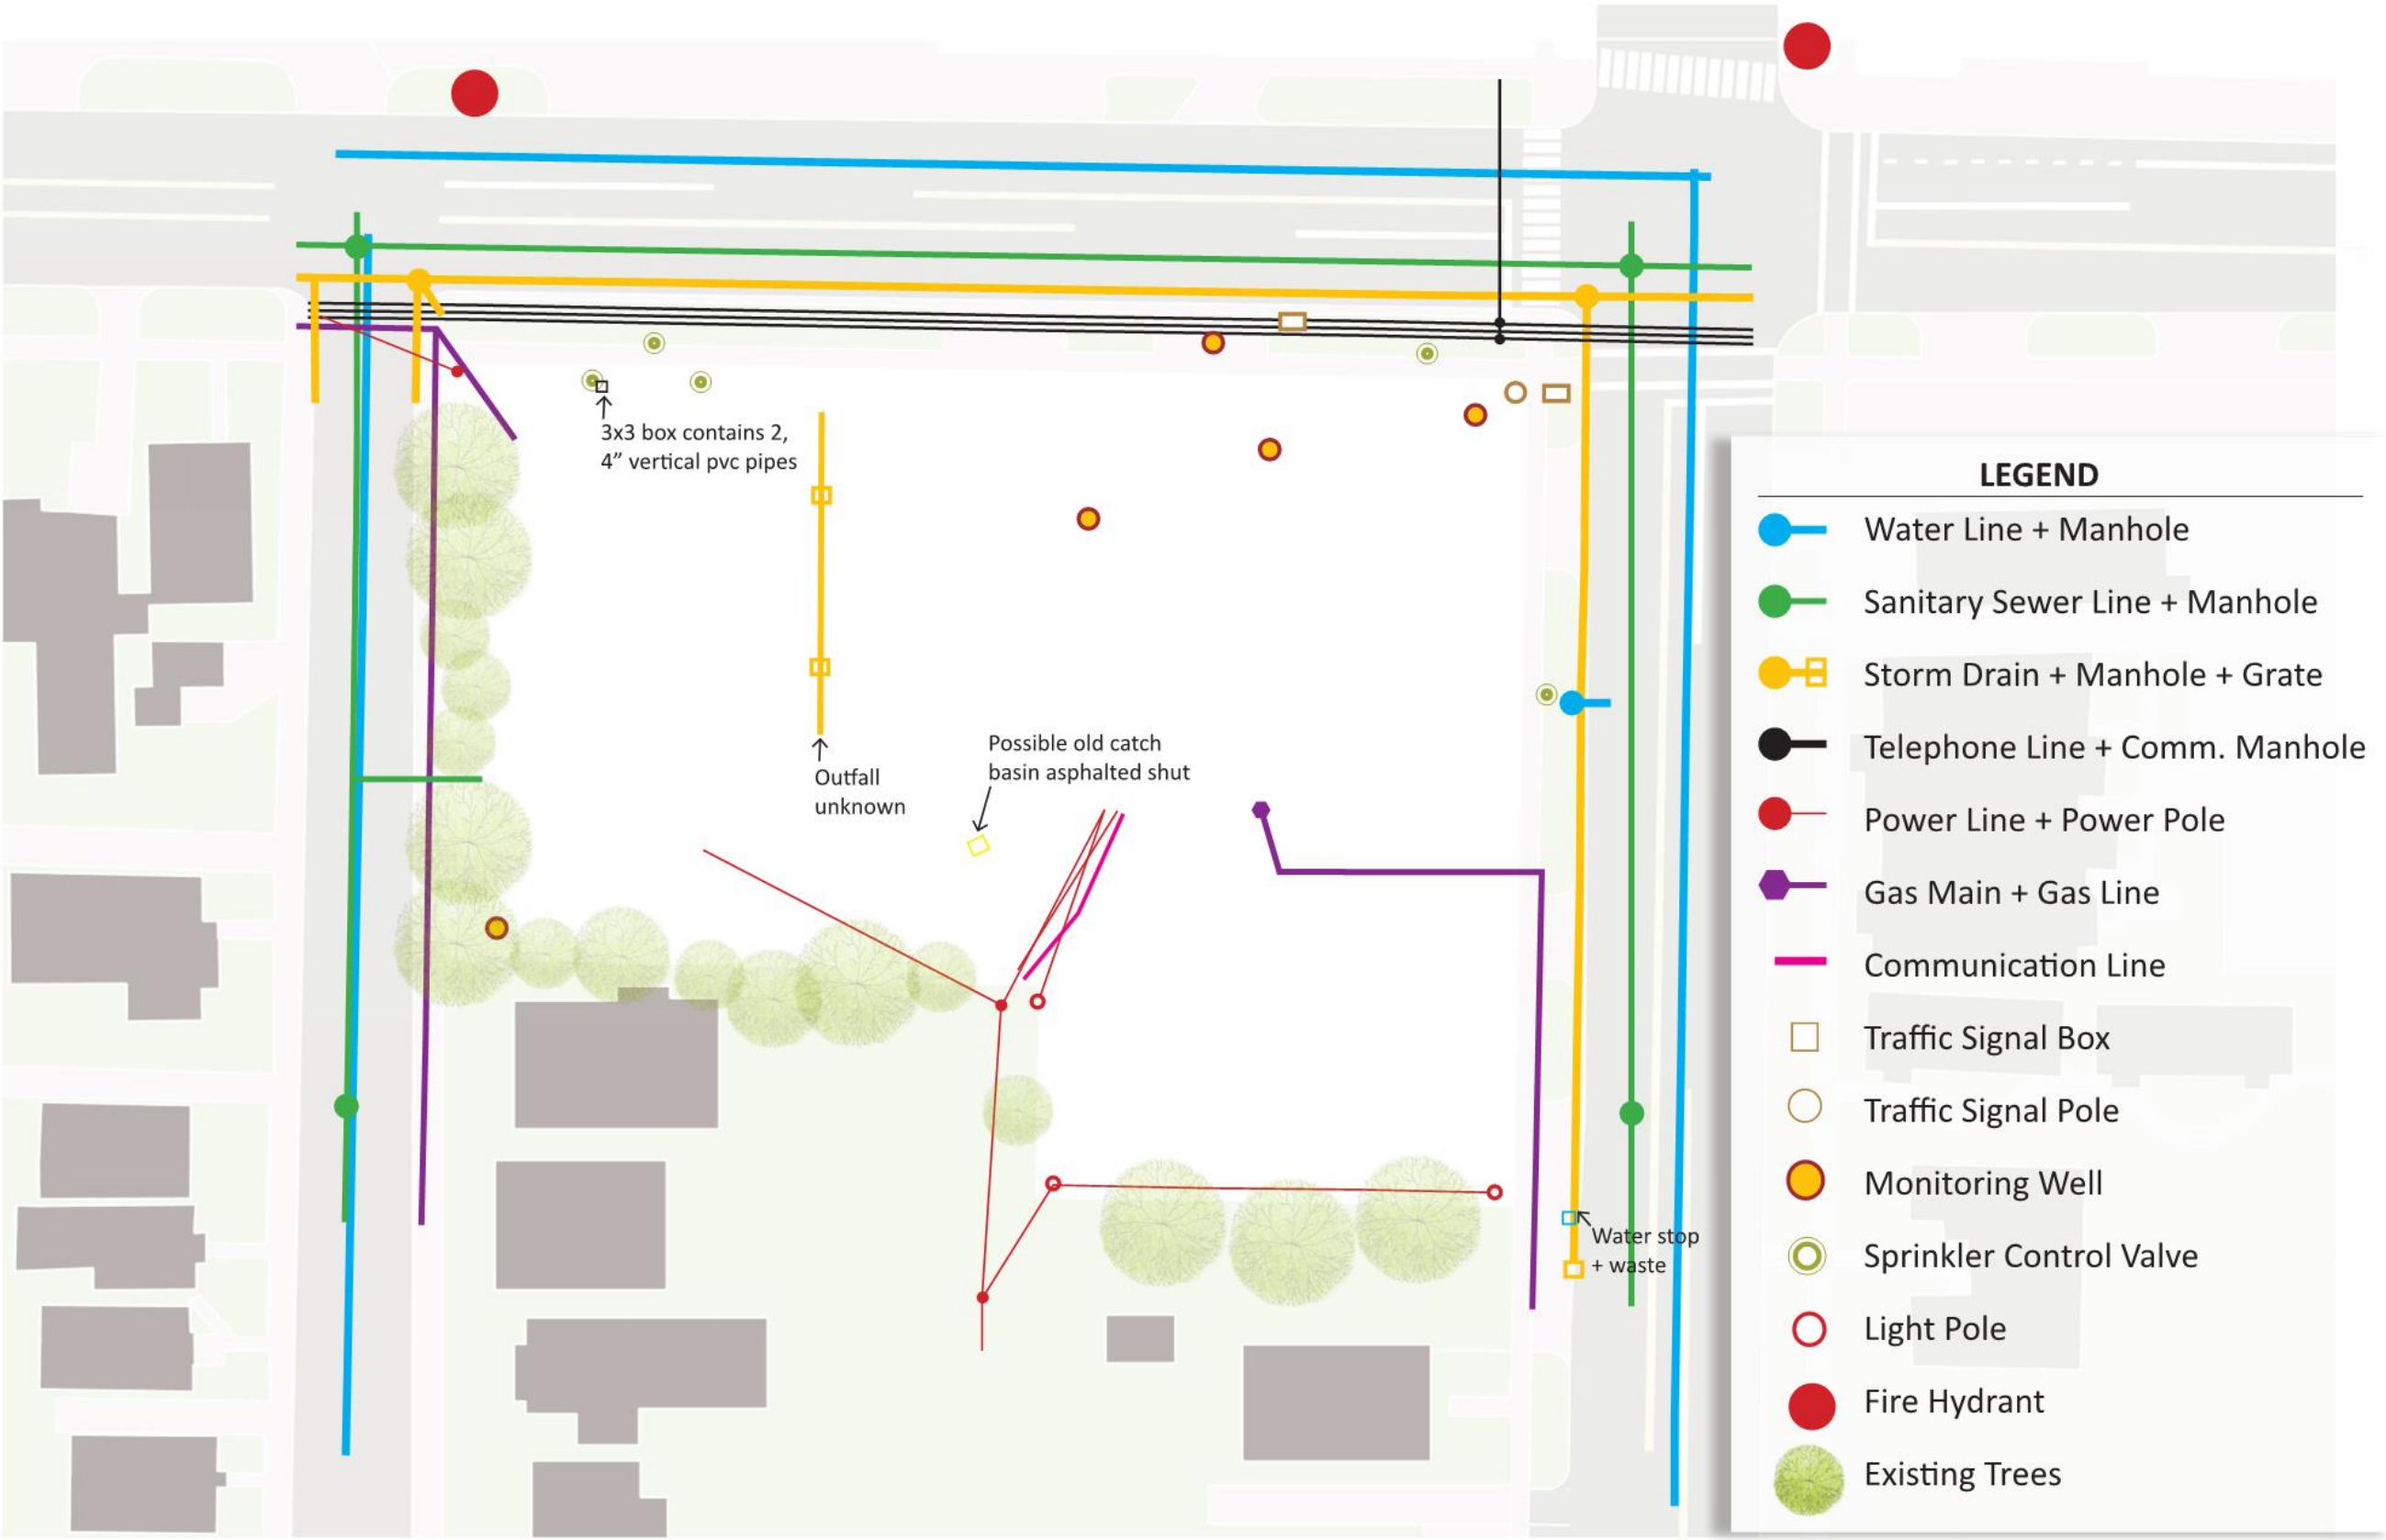 3x3 box contains 2,
4” vertical pvc pipes
Outfall
unknown
Possible old catch
basin asphalted shut
Water stop
+ waste
LEGEND
Water Line + Manhole
Sanitary Sewer Line + Manhole
Storm Drain + Manhole + Grate
Telephone Line + Comm. Manhole
Power Line + Power Pole
Gas Main + Gas Line
Communication Line
Traffic Signal Box
Traffic Signal Pole
Monitoring Well
Sprinkler Control Valve
Light Pole
Fire Hydrant
Existing Trees